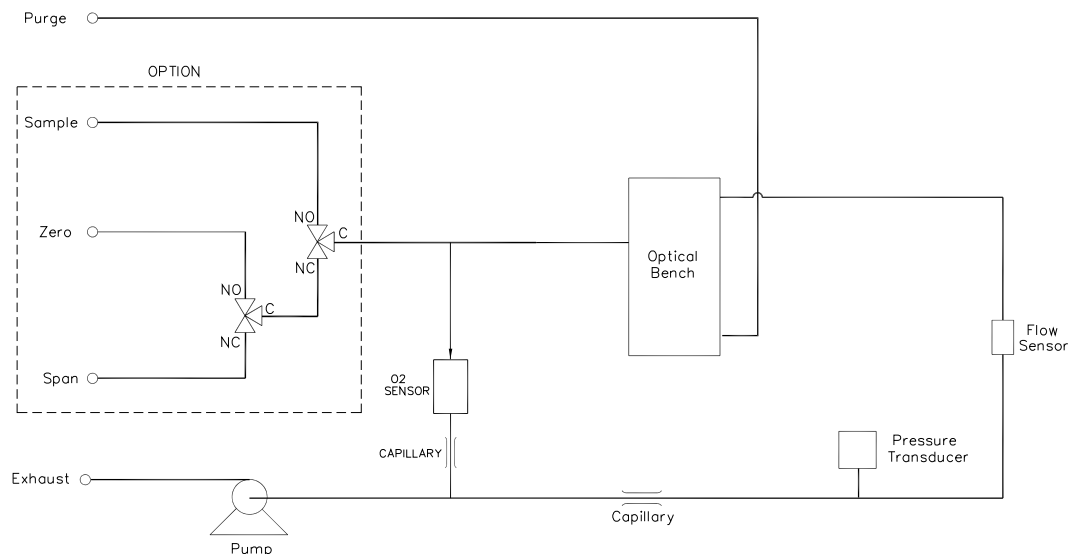 Purge
OPTION
Sample
NO
C
NC
Zero
NO
C
NC
Span
Optical
Bench
Flow
Sensor
O2
SENSOR
CAPILLARY
Pressure
Transducer
Exhaust
Capillary
Pump